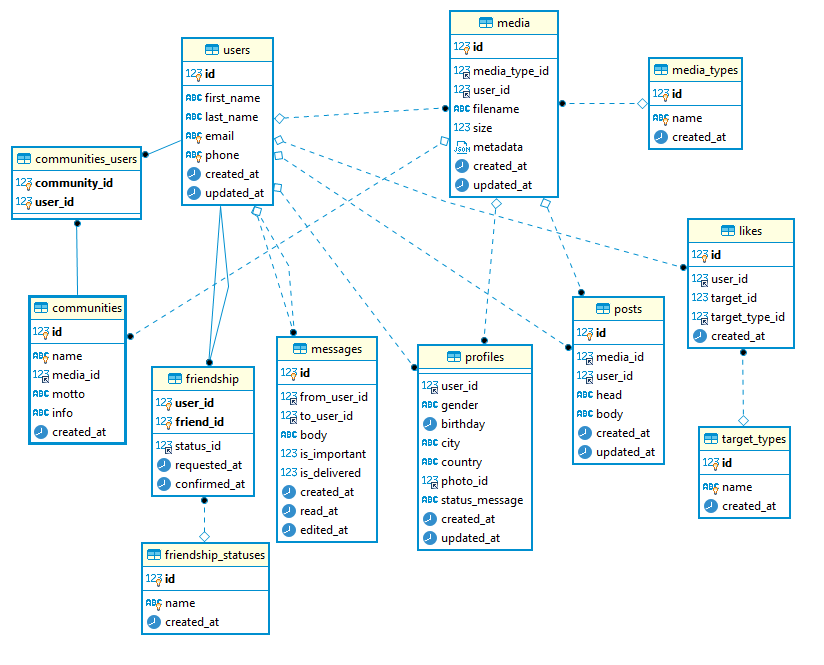 users
123 id
ABC first_name
ABC last_name
ABC email
ABC phone
created_at
updated_at
media
123 id
123 media_type_id
123 user_id
ABC filename
123 size
JSON metadata
created_at
updated_at
media_types
123 id
ABC name
created_at
communities_users
123 community_id
123 user_id
communities
123 id
ABC name
123 media_id
ABC motto
ABC info
created_at
friendship
123 user_id
123 friend_id
123 status_id
requested_at
confirmed_at
friendship_statuses
123 id
ABC name
created_at
messages
123 id
123 from_user_id
123 to_user_id
ABC body
123 is_important
123 is_delivered
created_at
read_at
edited_at
profiles
123 user_id
ABC gender
birthday
ABC city
ABC country
123 photo_id
ABC status_message
created_at
updated_at
posts
123 id
123 media_id
123 user_id
ABC head
ABC body
created_at
updated_at
likes
123 id
123 user_id
123 target_id
123 target_type_id
created_at
target_types
123 id
ABC name
created_at